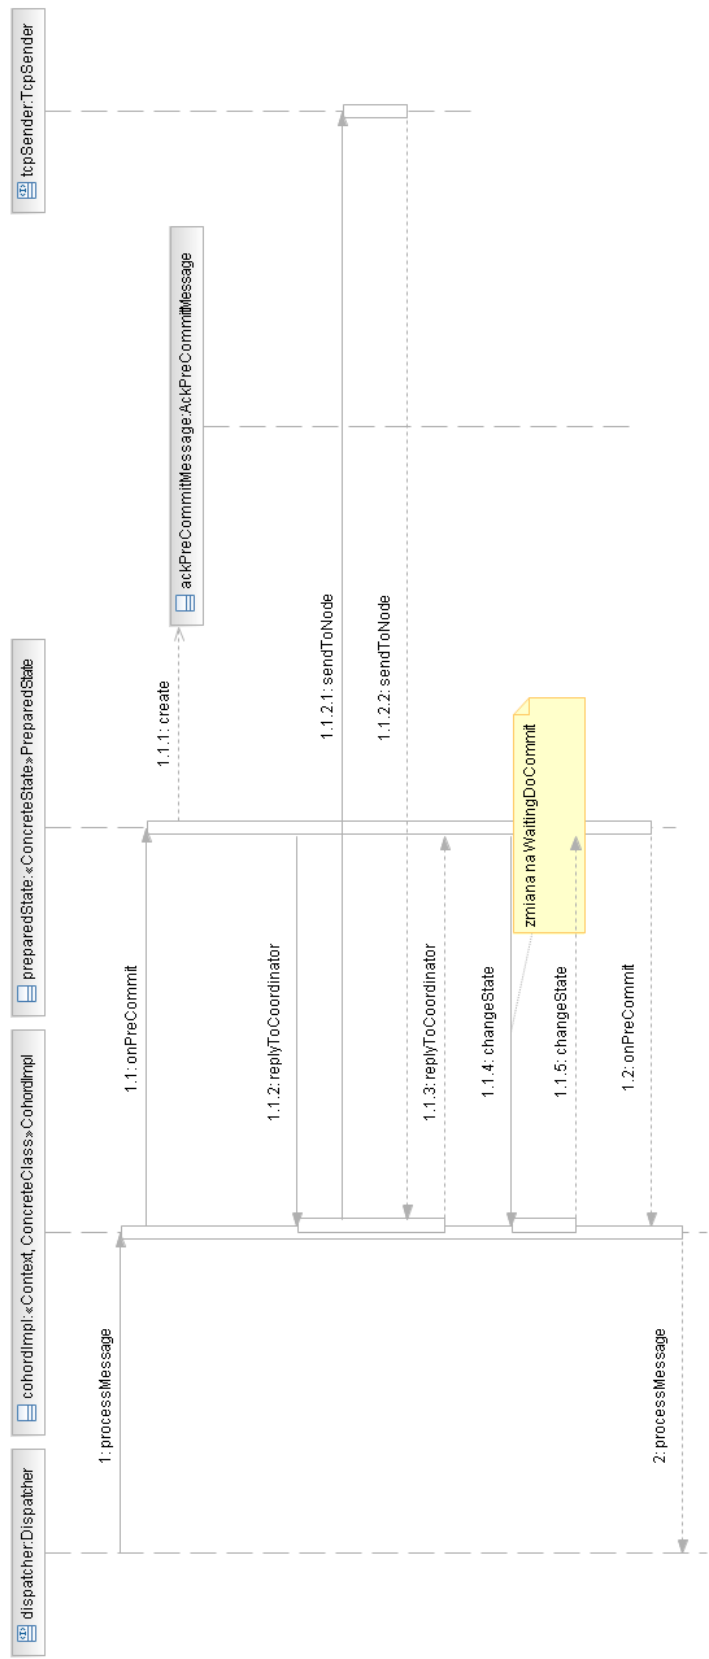 dispatcher:Dispatcher
cohordImpl:«Context, ConcreteClass»CohordImpl
preparedState:«ConcreteState»PreparedState
tcpSender:TcpSender
1: processMessage
1.1: onPreCommit
1.1.1: create
ackPreCommitMessage:AckPreCommitMessage
1.1.2: replyToCoordinator
1.1.2.1: sendToNode
1.1.2.2: sendToNode
1.1.3: replyToCoordinator
1.1.4: changeState
zmiana na WaitingDoCommit
1.1.5: changeState
1.2: onPreCommit
2: processMessage